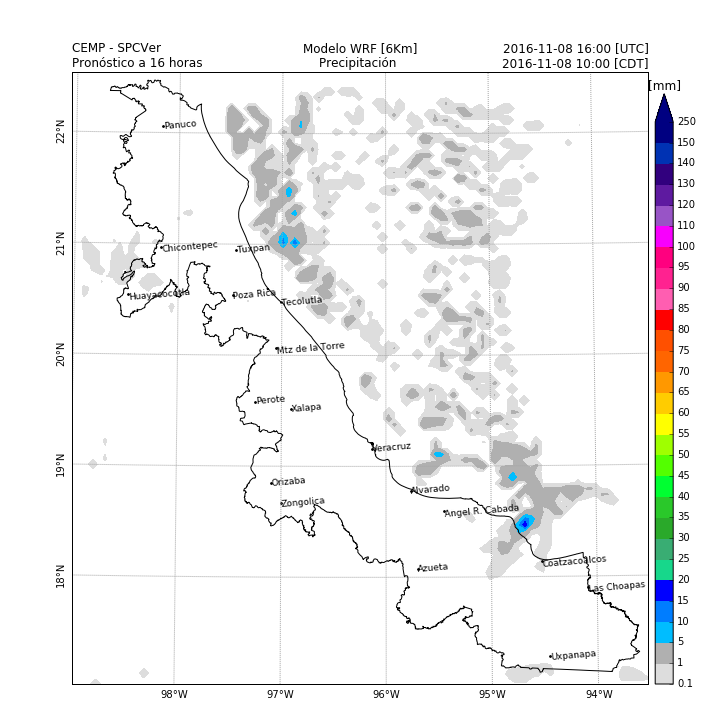 CEMP - SPCVer
Modelo WRF [6Km]
2016-11-08 16:00 [UTC]
Pronóstico a 16 horas
Precipitación
2016-11-08 10:00 [CDT]
[mm]
250
150
140
130
120
110
100
95
90
85
80
75
70
65
60
55
50
45
40
35
30
25
20
15
10
5
1
0.1
22°N
21°N
20°N
19°N
18°N
98°W
97°W
96°W
95°W
94°W
Panuco
Chicontepec
Tuxpan
Huayacocotla
Poza Rica
Tecolutla
Mtz de la Torre
Perote
Xalapa
Veracruz
Orizaba
Alvarado
Zongolica
Angel R. Cabada
Azueta
Coatzacoalcos
Las Choapas
Uxpanapa